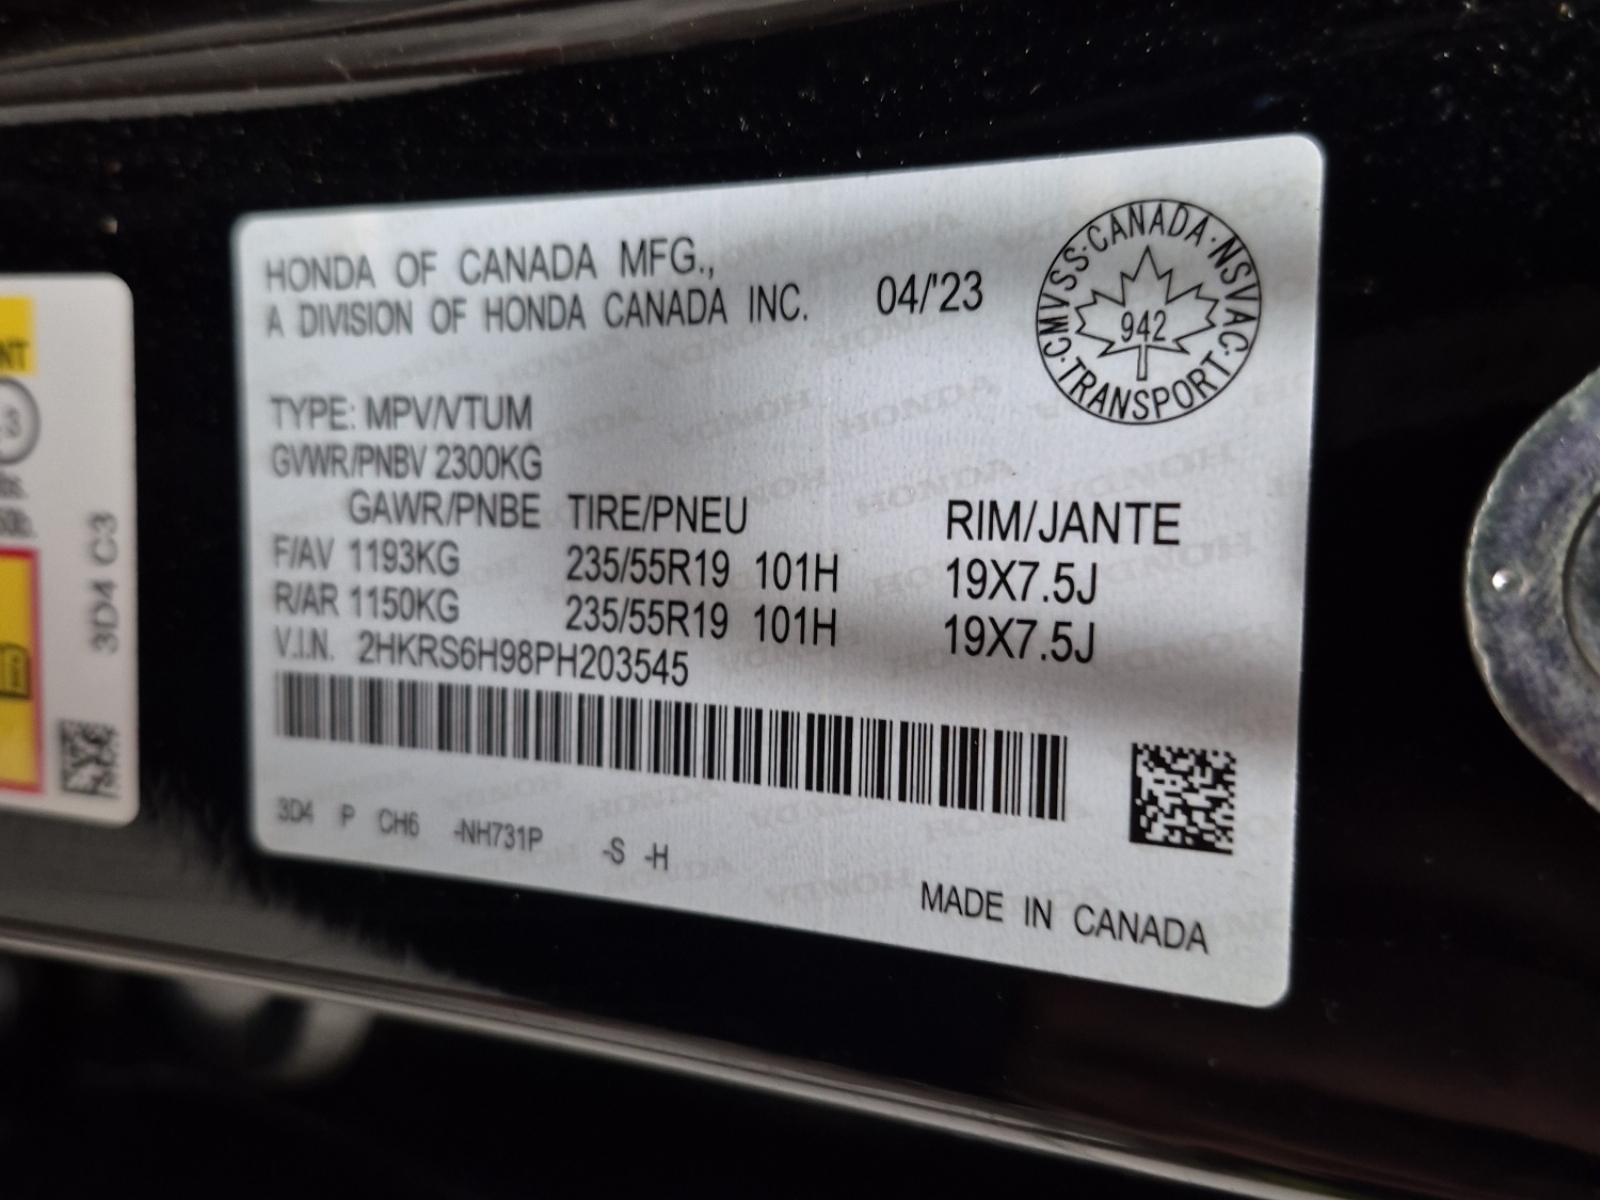 HONDA OF CANADA MFG.,
A DIVISION OF HONDA CANADA INC.
04/'23
CMVSS·CANADA·NSVAC·TRANSPORT
942
TYPE: MPV/VTUM
GVWR/PNBV 2300KG
GAWR/PNBE TIRE/PNEU RIM/JANTE
F/AV 1193KG 235/55R19 101H 19X7.5J
R/AR 1150KG 235/55R19 101H 19X7.5J
V.I.N. 2HKRS6H98PH203545
3D4 P CH6 -NH731P -S -H
MADE IN CANADA
NT
3D4 C3